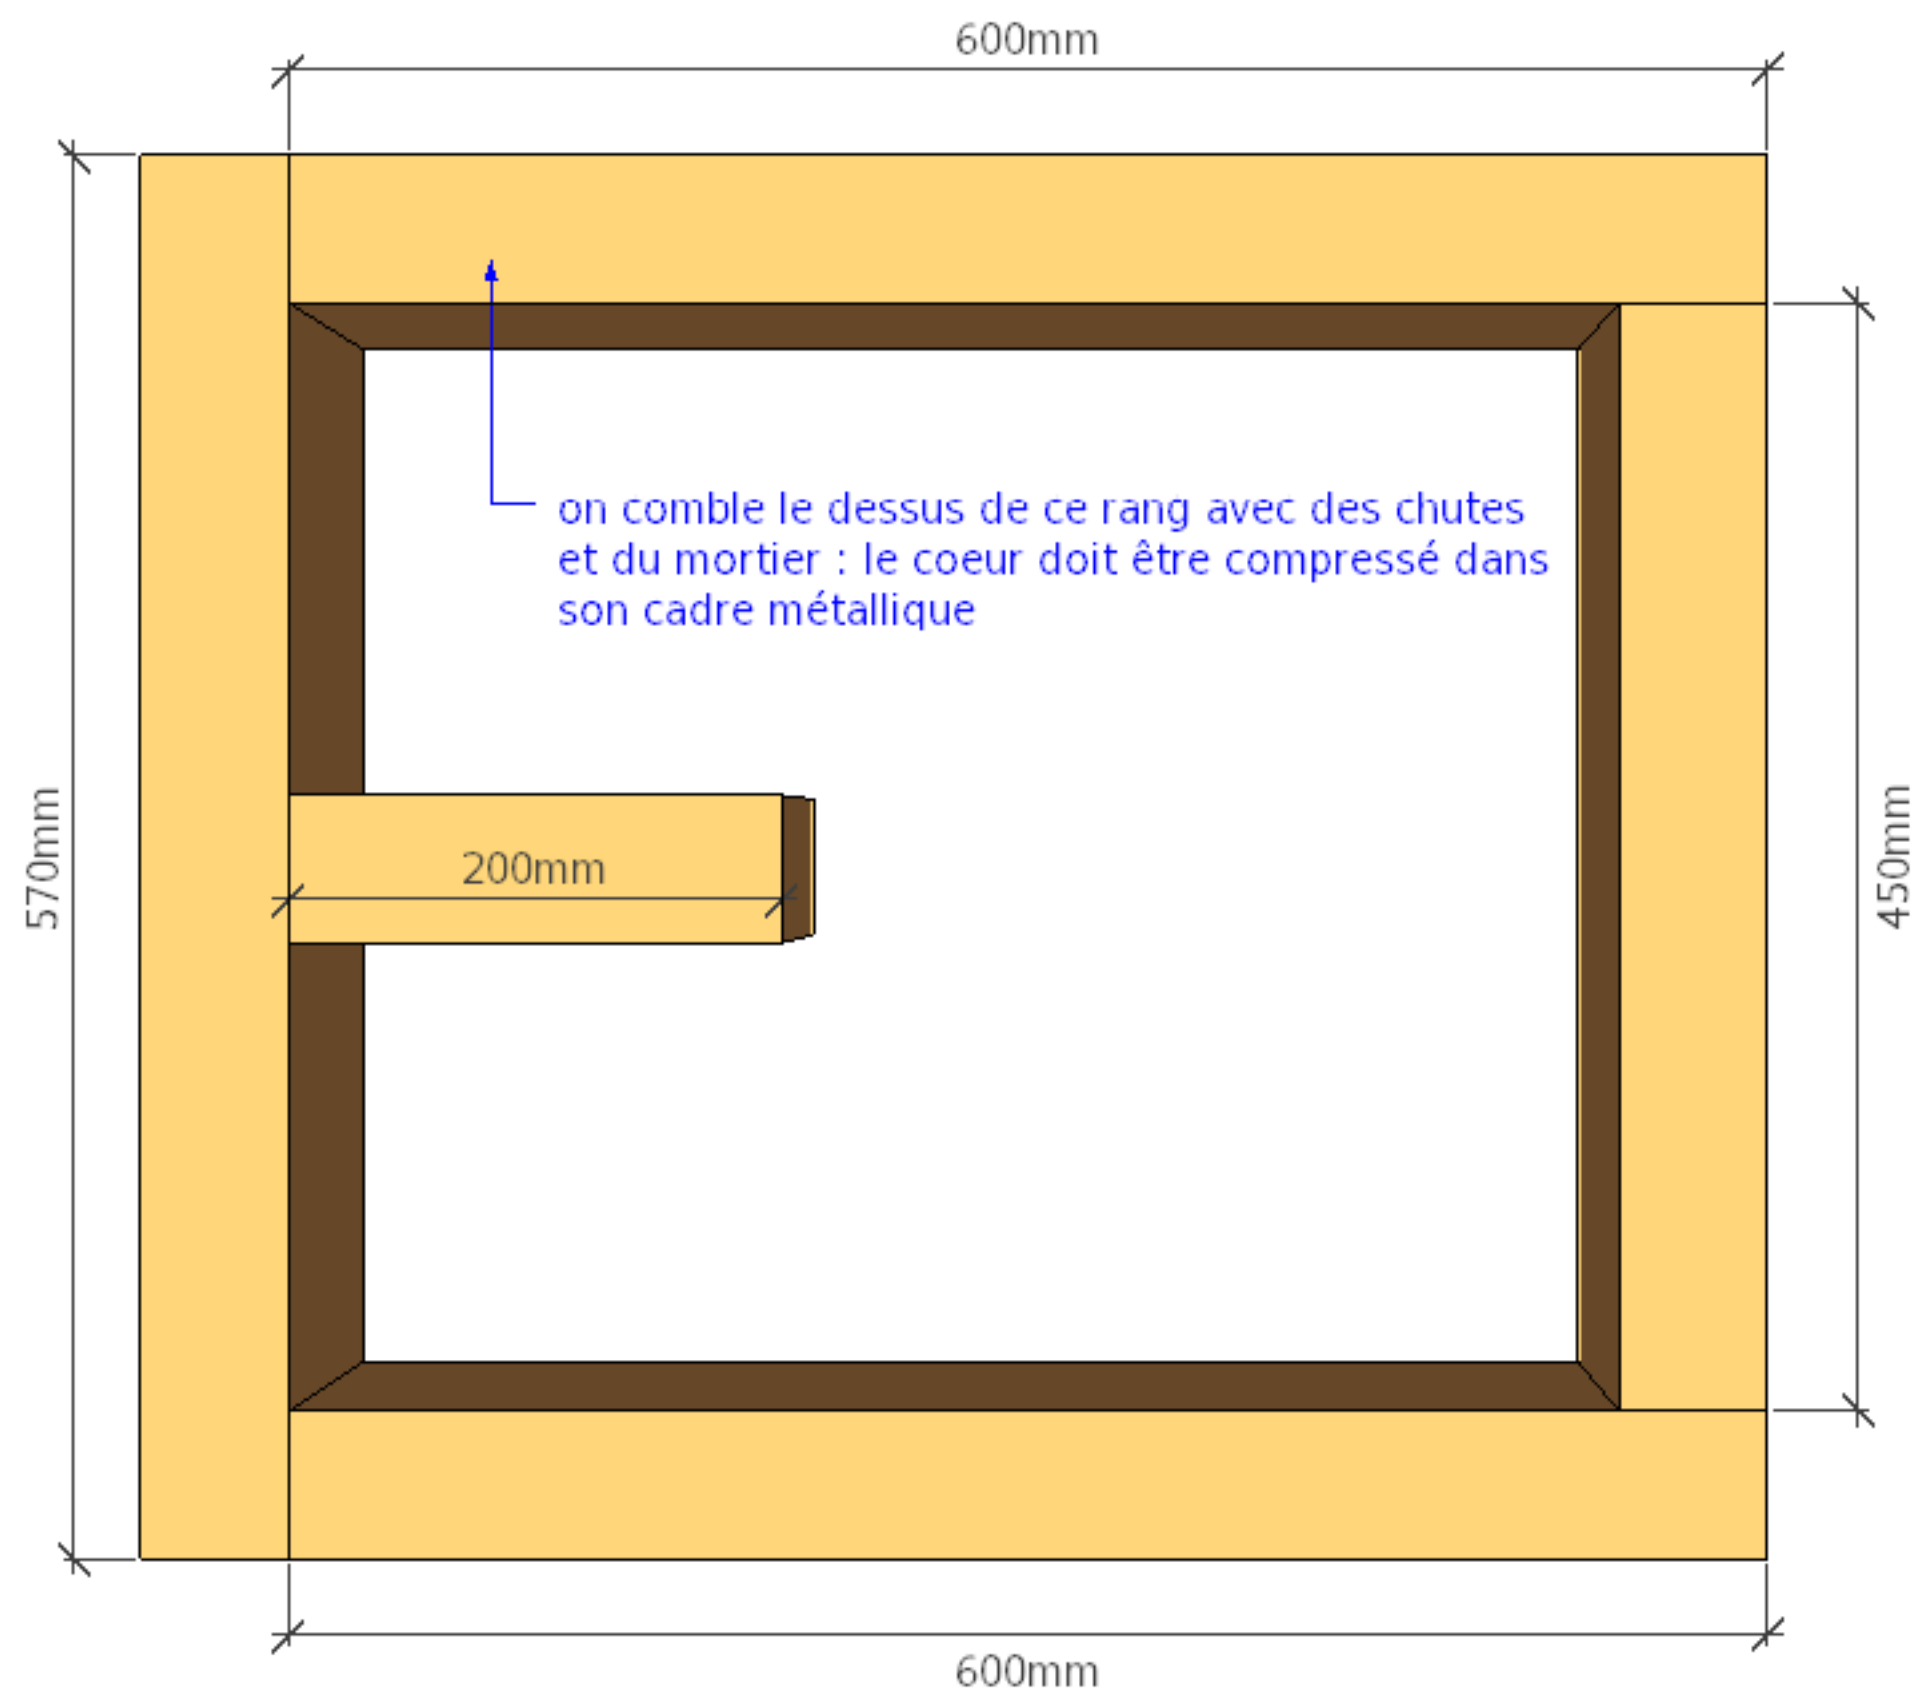 600mm
on comble le dessus de ce rang avec des chutes
et du mortier : le coeur doit être compressé dans
son cadre métallique
570mm
200mm
450mm
600mm